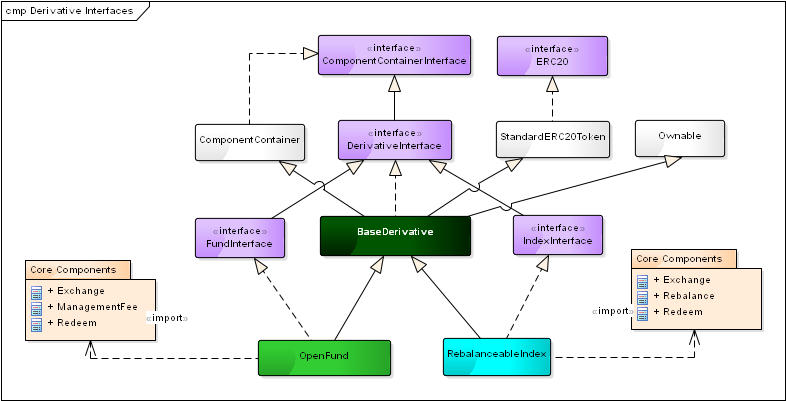 cmp Derivative Interfaces
«interface»
ComponentContainerInterface
«interface»
ERC20
ComponentContainer
«interface»
DerivativeInterface
StandardERC20Token
Ownable
«interface»
FundInterface
BaseDerivative
«interface»
IndexInterface
Core Components
+ Exchange
+ ManagementFee
+ Redeem
«import»
Core Components
+ Exchange
+ Rebalance
+ Redeem
«import»
OpenFund
RebalanceableIndex